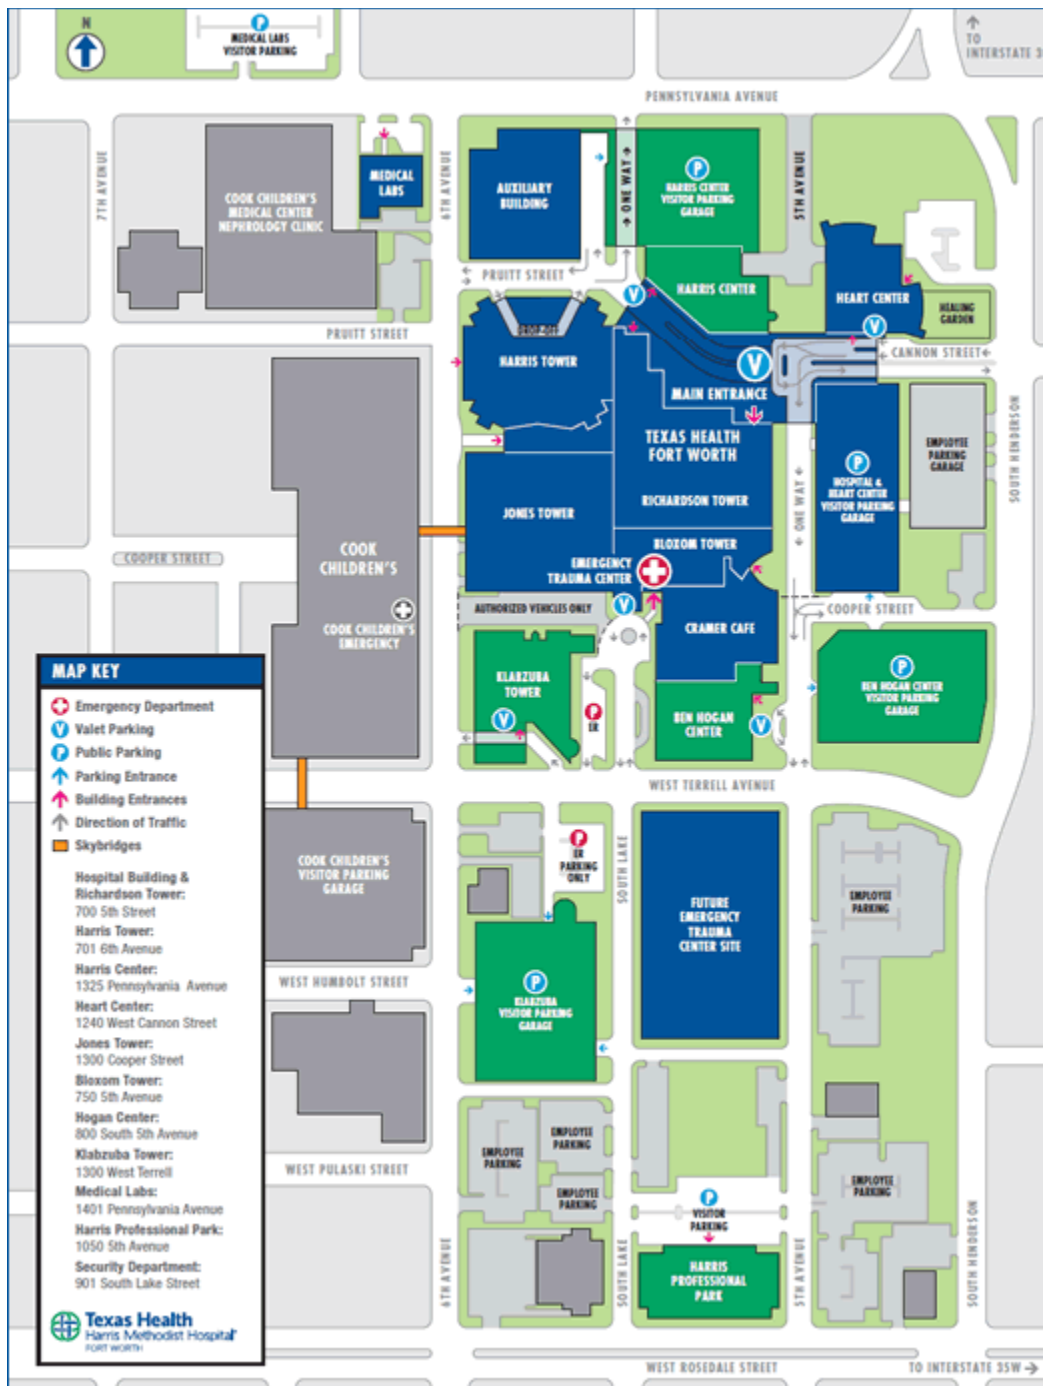 N
MEDICAL LABS
VISITOR PARKING
P
TO
INTERSTATE 3
PENNSYLVANIA AVENUE
7TH AVENUE
COOK CHILDREN'S
MEDICAL CENTER
NEPHROLOGY CLINIC
MEDICAL
LABS
6TH AVENUE
AUXILIARY
BUILDING
ONE WAY
P
HARRIS CENTER
VISITOR PARKING
GARAGE
5TH AVENUE
PRUITT STREET
HARRIS CENTER
HEART CENTER
HEALING
GARDEN
V
V
PRUITT STREET
DROP-OFF
HARRIS TOWER
V
MAIN ENTRANCE
CANNON STREET
SOUTH HENDERSON
TEXAS HEALTH
FORT WORTH
RICHARDSON TOWER
P
HOSPITAL &
HEART CENTER
VISITOR PARKING
GARAGE
EMPLOYEE
PARKING
GARAGE
ONE WAY
JONES TOWER
BLOXOM TOWER
EMERGENCY
TRAUMA CENTER
COOK
CHILDREN'S
COOPER STREET
COOK CHILDREN'S
EMERGENCY
AUTHORIZED VEHICLES ONLY
V
CRAMER CAFE
COOPER STREET
KLABZUBA
TOWER
V
P
ER
BEN HOGAN
CENTER
V
P
BEN HOGAN CENTER
VISITOR PARKING
GARAGE
WEST TERRELL AVENUE
COOK CHILDREN'S
VISITOR PARKING
GARAGE
P
ER
PARKING
ONLY
SOUTH LAKE
FUTURE
EMERGENCY
TRAUMA
CENTER SITE
EMPLOYEE
PARKING
WEST HUMBOLT STREET
P
KLABZUBA
VISITOR PARKING
GARAGE
EMPLOYEE
PARKING
EMPLOYEE
PARKING
EMPLOYEE
PARKING
WEST PULASKI STREET
P
VISITOR
PARKING
EMPLOYEE
PARKING
6TH AVENUE
SOUTH LAKE
HARRIS
PROFESSIONAL
PARK
5TH AVENUE
SOUTH HENDERSON
WEST ROSEDALE STREET
TO INTERSTATE 35W
MAP KEY
Emergency Department
V Valet Parking
P Public Parking
Parking Entrance
Building Entrances
Direction of Traffic
Skybridges
Hospital Building &
Richardson Tower:
700 5th Street
Harris Tower:
701 6th Avenue
Harris Center:
1325 Pennsylvania Avenue
Heart Center:
1240 West Cannon Street
Jones Tower:
1300 Cooper Street
Bloxom Tower:
750 5th Avenue
Hogan Center:
800 South 5th Avenue
Klabzuba Tower:
1300 West Terrell
Medical Labs:
1401 Pennsylvania Avenue
Harris Professional Park:
1050 5th Avenue
Security Department:
901 South Lake Street
Texas Health
Harris Methodist Hospital
FORT WORTH